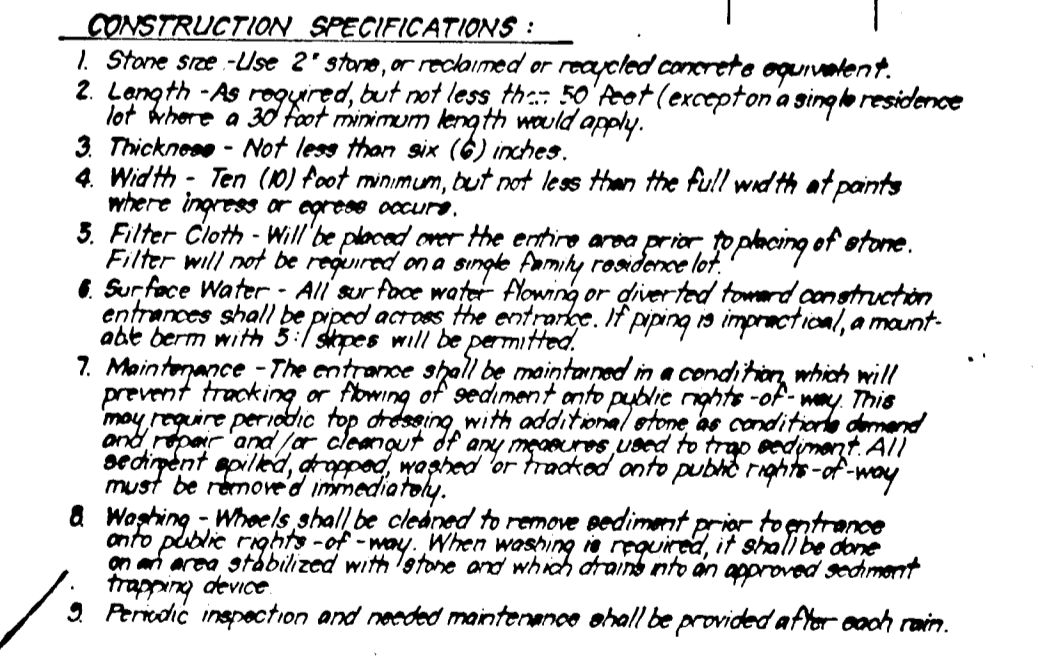 CONSTRUCTION SPECIFICATIONS :
1. Stone size -Use 2" stone, or reclaimed or recycled concrete equivalent.
2. Length -As required, but not less than 50 feet (except on a single residence
lot where a 30 foot minimum length would apply.
3. Thickness - Not less than six (6) inches.
4. Width - Ten (10) foot minimum, but not less than the full width at points
where ingress or egress occurs.
5. Filter Cloth - Will be placed over the entire area prior to placing of stone.
Filter will not be required on a single family residence lot.
6. Surface Water - All surface water flowing or diverted toward construction
entrances shall be piped across the entrance. If piping is impractical, a mount-
able berm with 5:1 slopes will be permitted.
7. Maintenance - The entrance shall be maintained in a condition which will
prevent tracking or flowing of sediment onto public rights-of-way. This
may require periodic top dressing with additional stone as conditions demand
and repair and/or cleanout of any measures used to trap sediment. All
sediment spilled, dropped, washed or tracked onto public rights-of-way
must be removed immediately.
8. Washing - Wheels shall be cleaned to remove sediment prior to entrance
onto public rights-of-way. When washing is required, it shall be done
on an area stabilized with stone and which drains into an approved sediment
trapping device.
9. Periodic inspection and needed maintenance shall be provided after each rain.